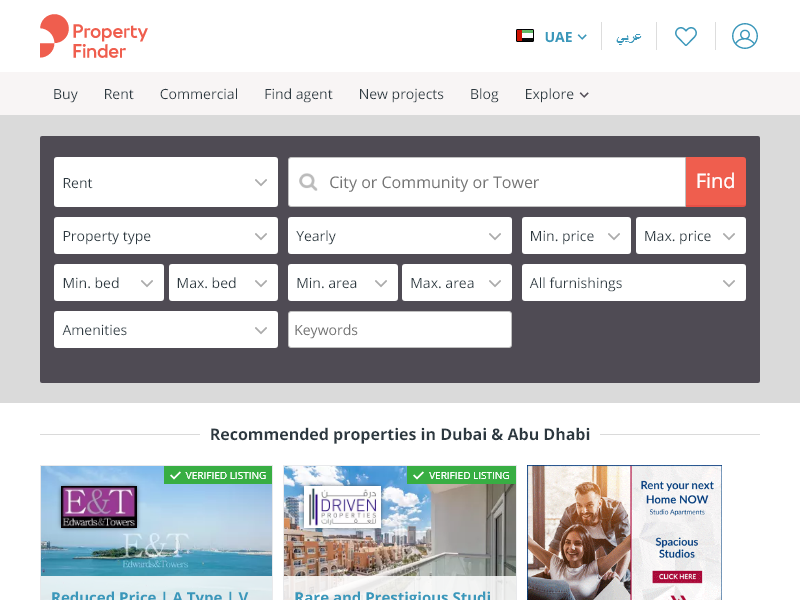 Property
Finder
UAE
عربي
Buy
Rent
Commercial
Find agent
New projects
Blog
Explore
Rent
City or Community or Tower
Find
Property type
Yearly
Min. price
Max. price
Min. bed
Max. bed
Min. area
Max. area
All furnishings
Amenities
Keywords
Recommended properties in Dubai & Abu Dhabi
VERIFIED LISTING
E&T
Edwards&Towers
E&T
Edwards&Towers
Reduced Price | A Type | V
VERIFIED LISTING
درفن
DRIVEN
PROPERTIES
للعقارات
Rare and Prestigious Studi
Rent your next
Home NOW
Studio Apartments
Spacious
Studios
CLICK HERE